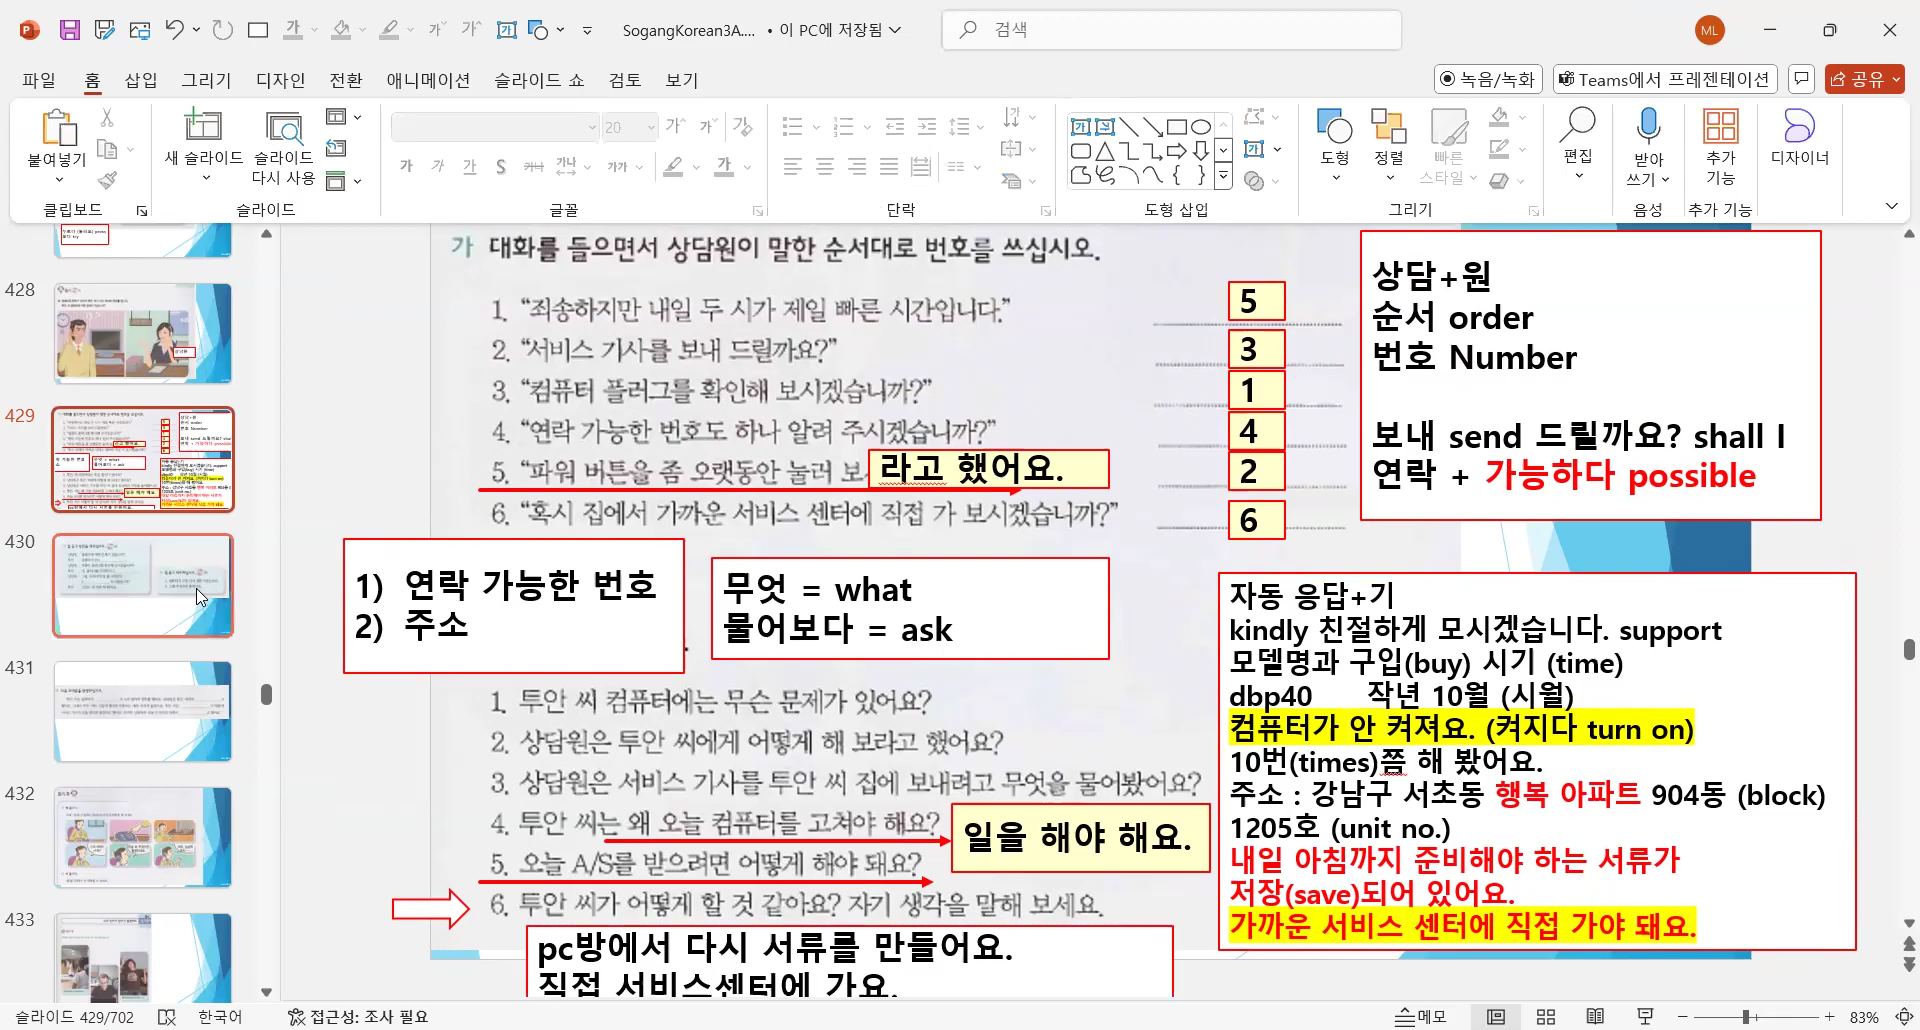 SogangKorean3A.... • 이 PC에 저장됨
검색
ML
파일 홈 삽입 그리기 디자인 전환 애니메이션 슬라이드 쇼 검토 보기
녹음/녹화
Teams에서 프레젠테이션
공유
붙여넣기
새 슬라이드
슬라이드 다시 사용
20
도형
정렬
빠른 스타일
편집
받아쓰기
추가 기능
디자이너
클립보드
슬라이드
글꼴
단락
도형 삽입
그리기
음성
추가 기능
428
429
430
431
432
433
가 대화를 들으면서 상담원이 말한 순서대로 번호를 쓰십시오.
1. “죄송하지만 내일 두 시가 제일 빠른 시간입니다.” 5
2. “서비스 기사를 보내 드릴까요?” 3
3. “컴퓨터 플러그를 확인해 보시겠습니까?” 1
4. “연락 가능한 번호도 하나 알려 주시겠습니까?” 4
5. “파워 버튼을 좀 오랫동안 눌러 보 라고 했어요. 2
6. “혹시 집에서 가까운 서비스 센터에 직접 가 보시겠습니까?” 6
상담+원
순서 order
번호 Number
보내 send 드릴까요? shall I
연락 + 가능하다 possible
1) 연락 가능한 번호
2) 주소
무엇 = what
물어보다 = ask
1. 투안 씨 컴퓨터에는 무슨 문제가 있어요?
2. 상담원은 투안 씨에게 어떻게 해 보라고 했어요?
3. 상담원은 서비스 기사를 투안 씨 집에 보내려고 무엇을 물어봤어요?
4. 투안 씨는 왜 오늘 컴퓨터를 고쳐야 해요?
일을 해야 해요.
5. 오늘 A/S를 받으려면 어떻게 해야 돼요?
6. 투안 씨가 어떻게 할 것 같아요? 자기 생각을 말해 보세요.
pc방에서 다시 서류를 만들어요.
직접 서비스센터에 가요.
자동 응답+기
kindly 친절하게 모시겠습니다. support
모델명과 구입(buy) 시기 (time)
dbp40 작년 10월 (시월)
컴퓨터가 안 켜져요. (켜지다 turn on)
10번(times)쯤 해 봤어요.
주소 : 강남구 서초동 행복 아파트 904동 (block)
1205호 (unit no.)
내일 아침까지 준비해야 하는 서류가
저장(save)되어 있어요.
가까운 서비스 센터에 직접 가야 돼요.
슬라이드 429/702
한국어
접근성: 조사 필요
메모
83%